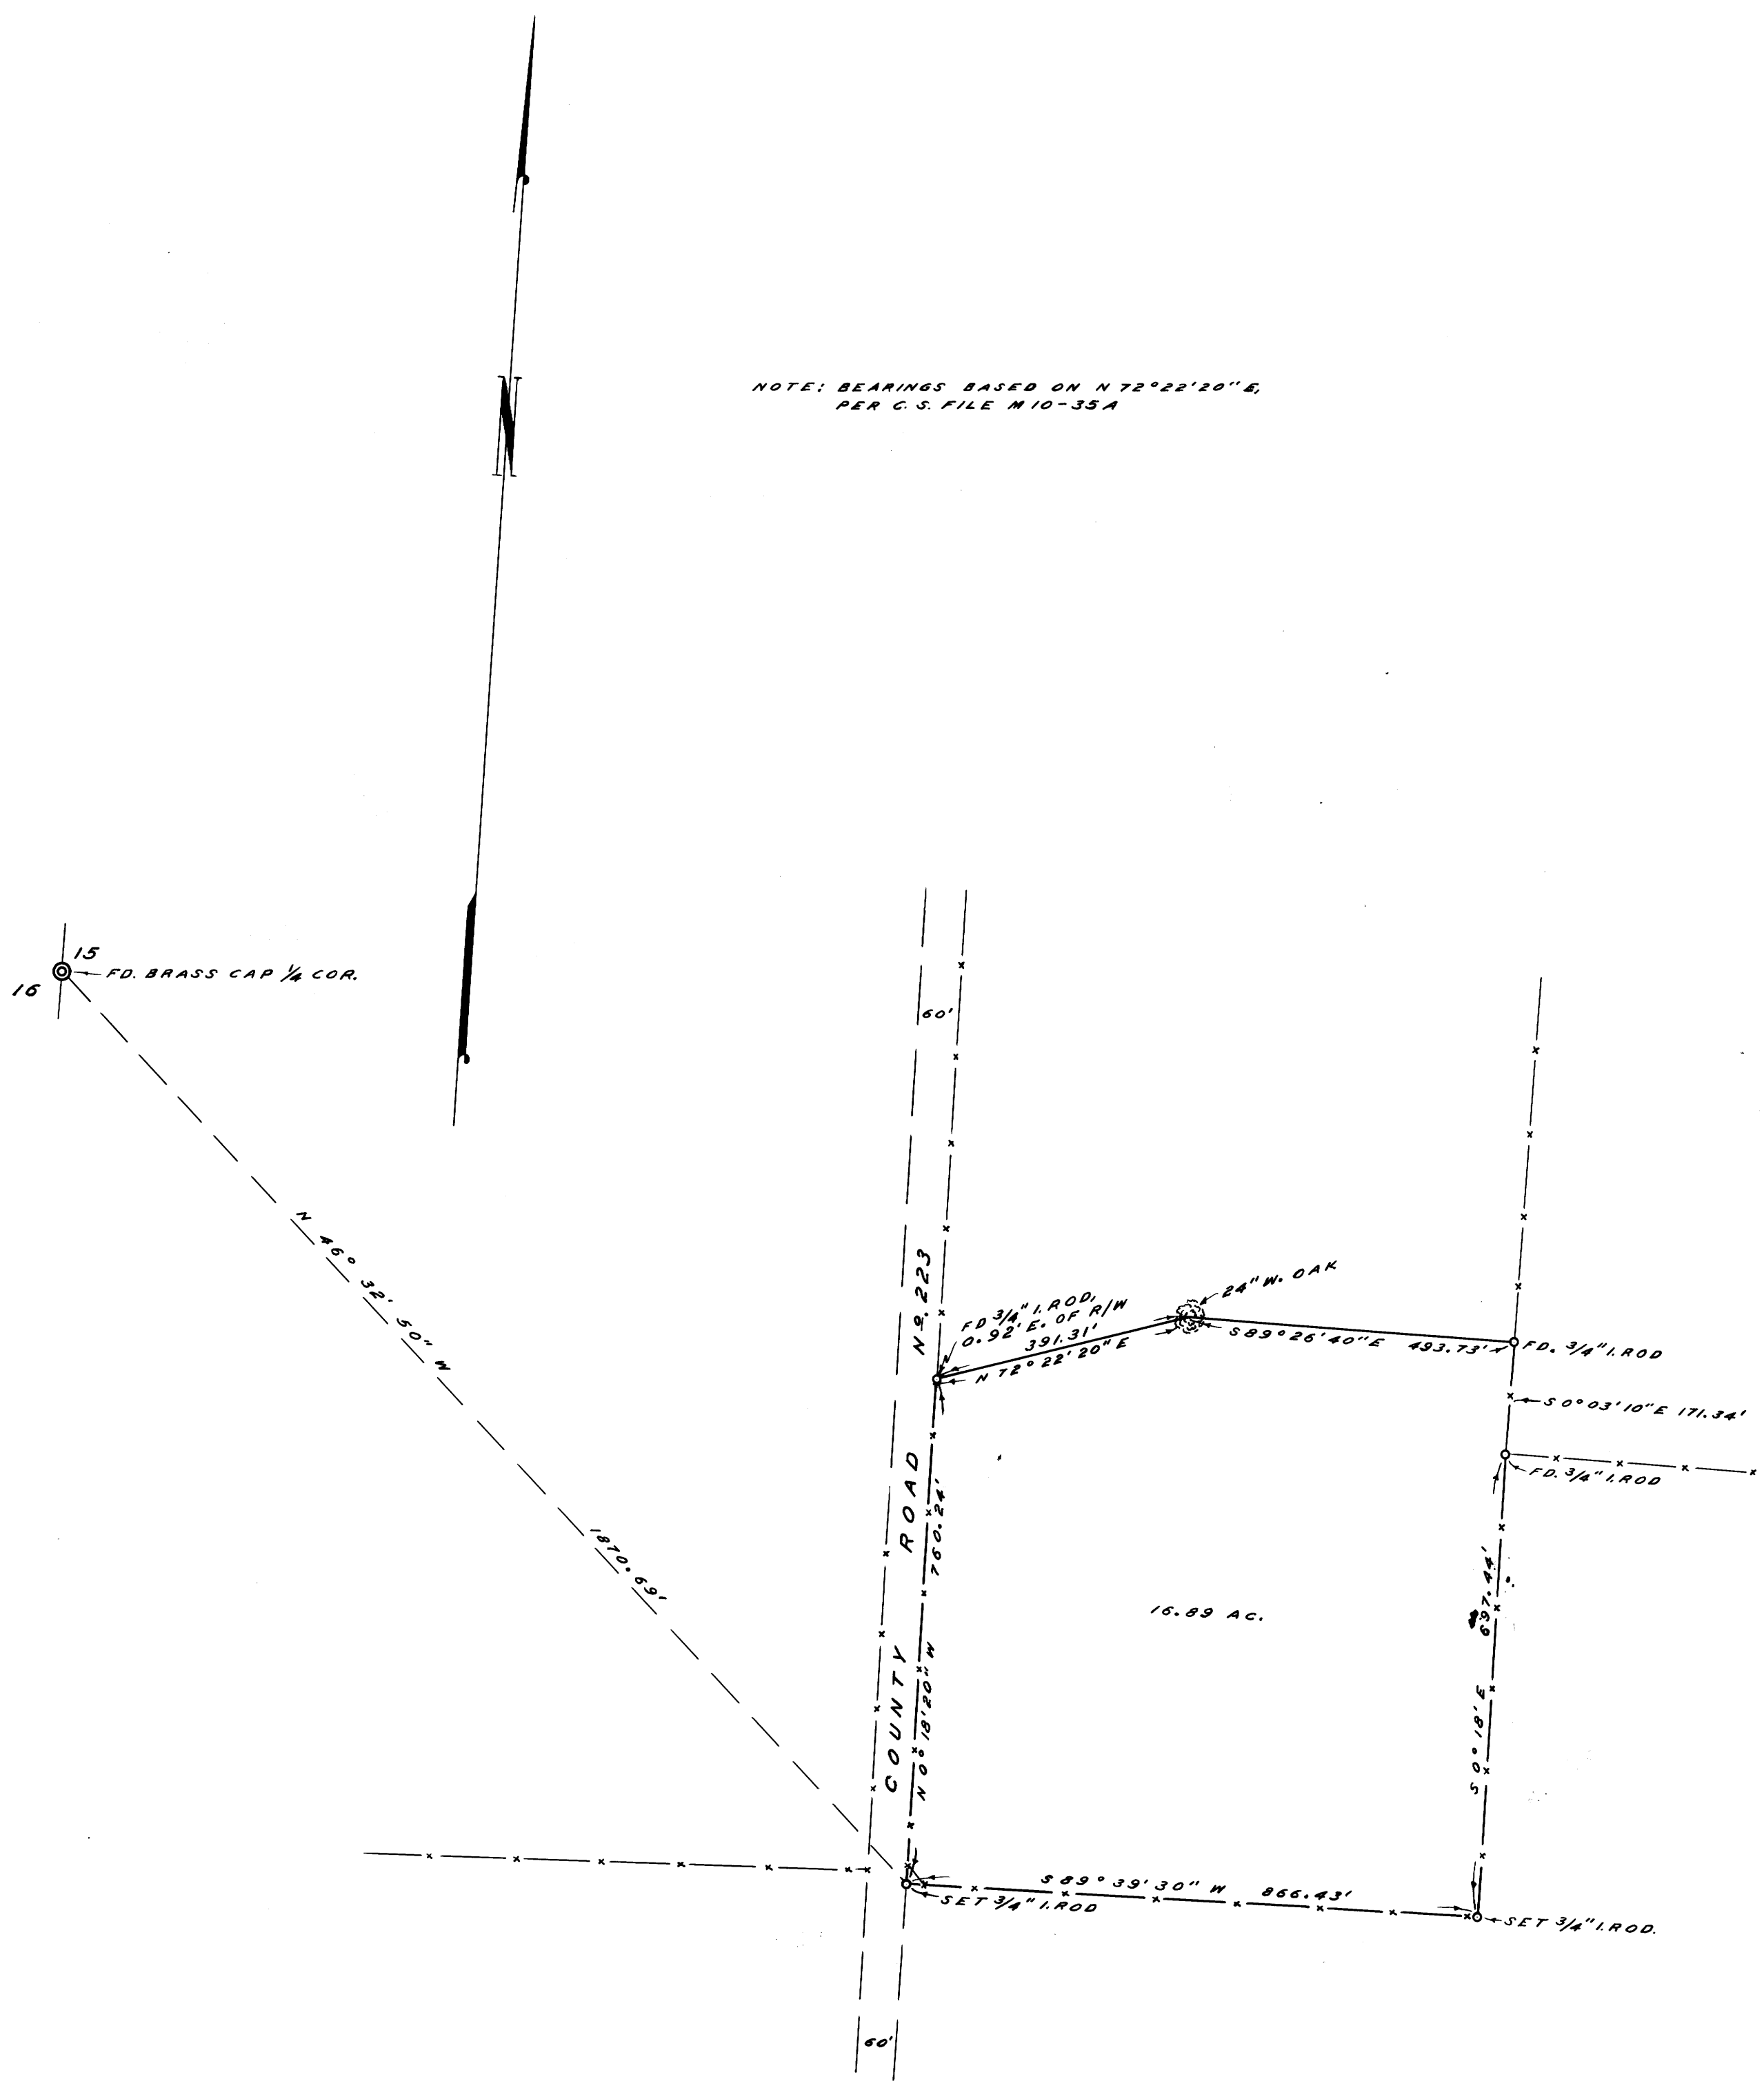 N
NOTE: BEARINGS BASED ON N 72°22'20" E,
PER C. S. FILE M 10-35A
15
16
FD. BRASS CAP 1/4 COR.
60'
N 46° 32' 50" W
1870.69'
COUNTY ROAD No. 223
FD 3/4" I. ROD,
0.92' E. OF R/W
391.31'
N 72° 22' 20" E
24" W. OAK
S 89° 26' 40" E 493.73'
FD. 3/4" I. ROD
S 0° 03' 10" E 171.34'
FD. 3/4" I. ROD
N 0° 18' 20" W 760.24'
16.89 AC.
S 0° 18' E 697.44'
S 89° 39' 30" W 866.43'
SET 3/4" I. ROD
SET 3/4" I. ROD.
60'